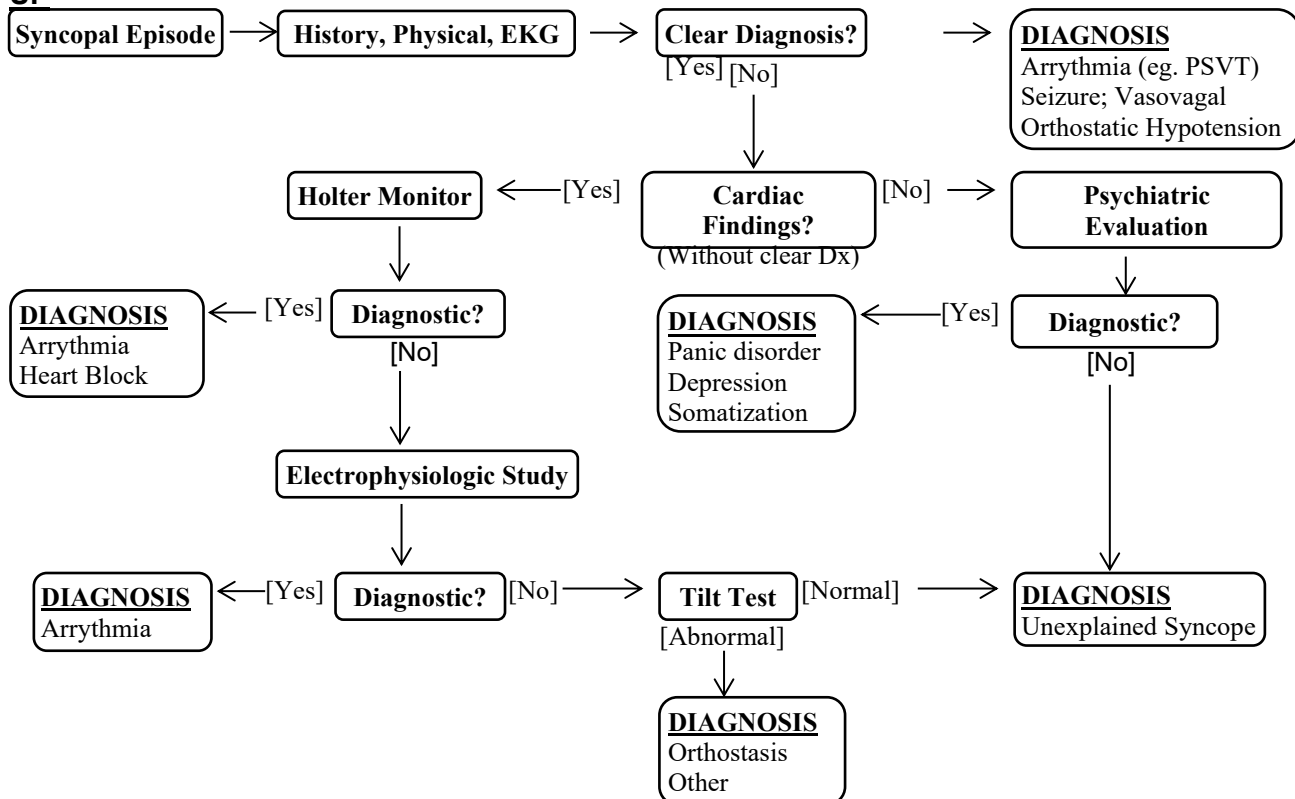 Syncopal Episode
History, Physical, EKG
Clear Diagnosis?
[Yes]
[No]
DIAGNOSIS
Arrythmia (eg. PSVT)
Seizure; Vasovagal
Orthostatic Hypotension
Holter Monitor
[Yes]
Cardiac
Findings?
(Without clear Dx)
[No]
Psychiatric
Evaluation
DIAGNOSIS
Arrythmia
Heart Block
[Yes]
Diagnostic?
[No]
DIAGNOSIS
Panic disorder
Depression
Somatization
[Yes]
Diagnostic?
[No]
Electrophysiologic Study
DIAGNOSIS
Arrythmia
[Yes]
Diagnostic?
[No]
Tilt Test
[Normal]
[Abnormal]
DIAGNOSIS
Unexplained Syncope
DIAGNOSIS
Orthostasis
Other